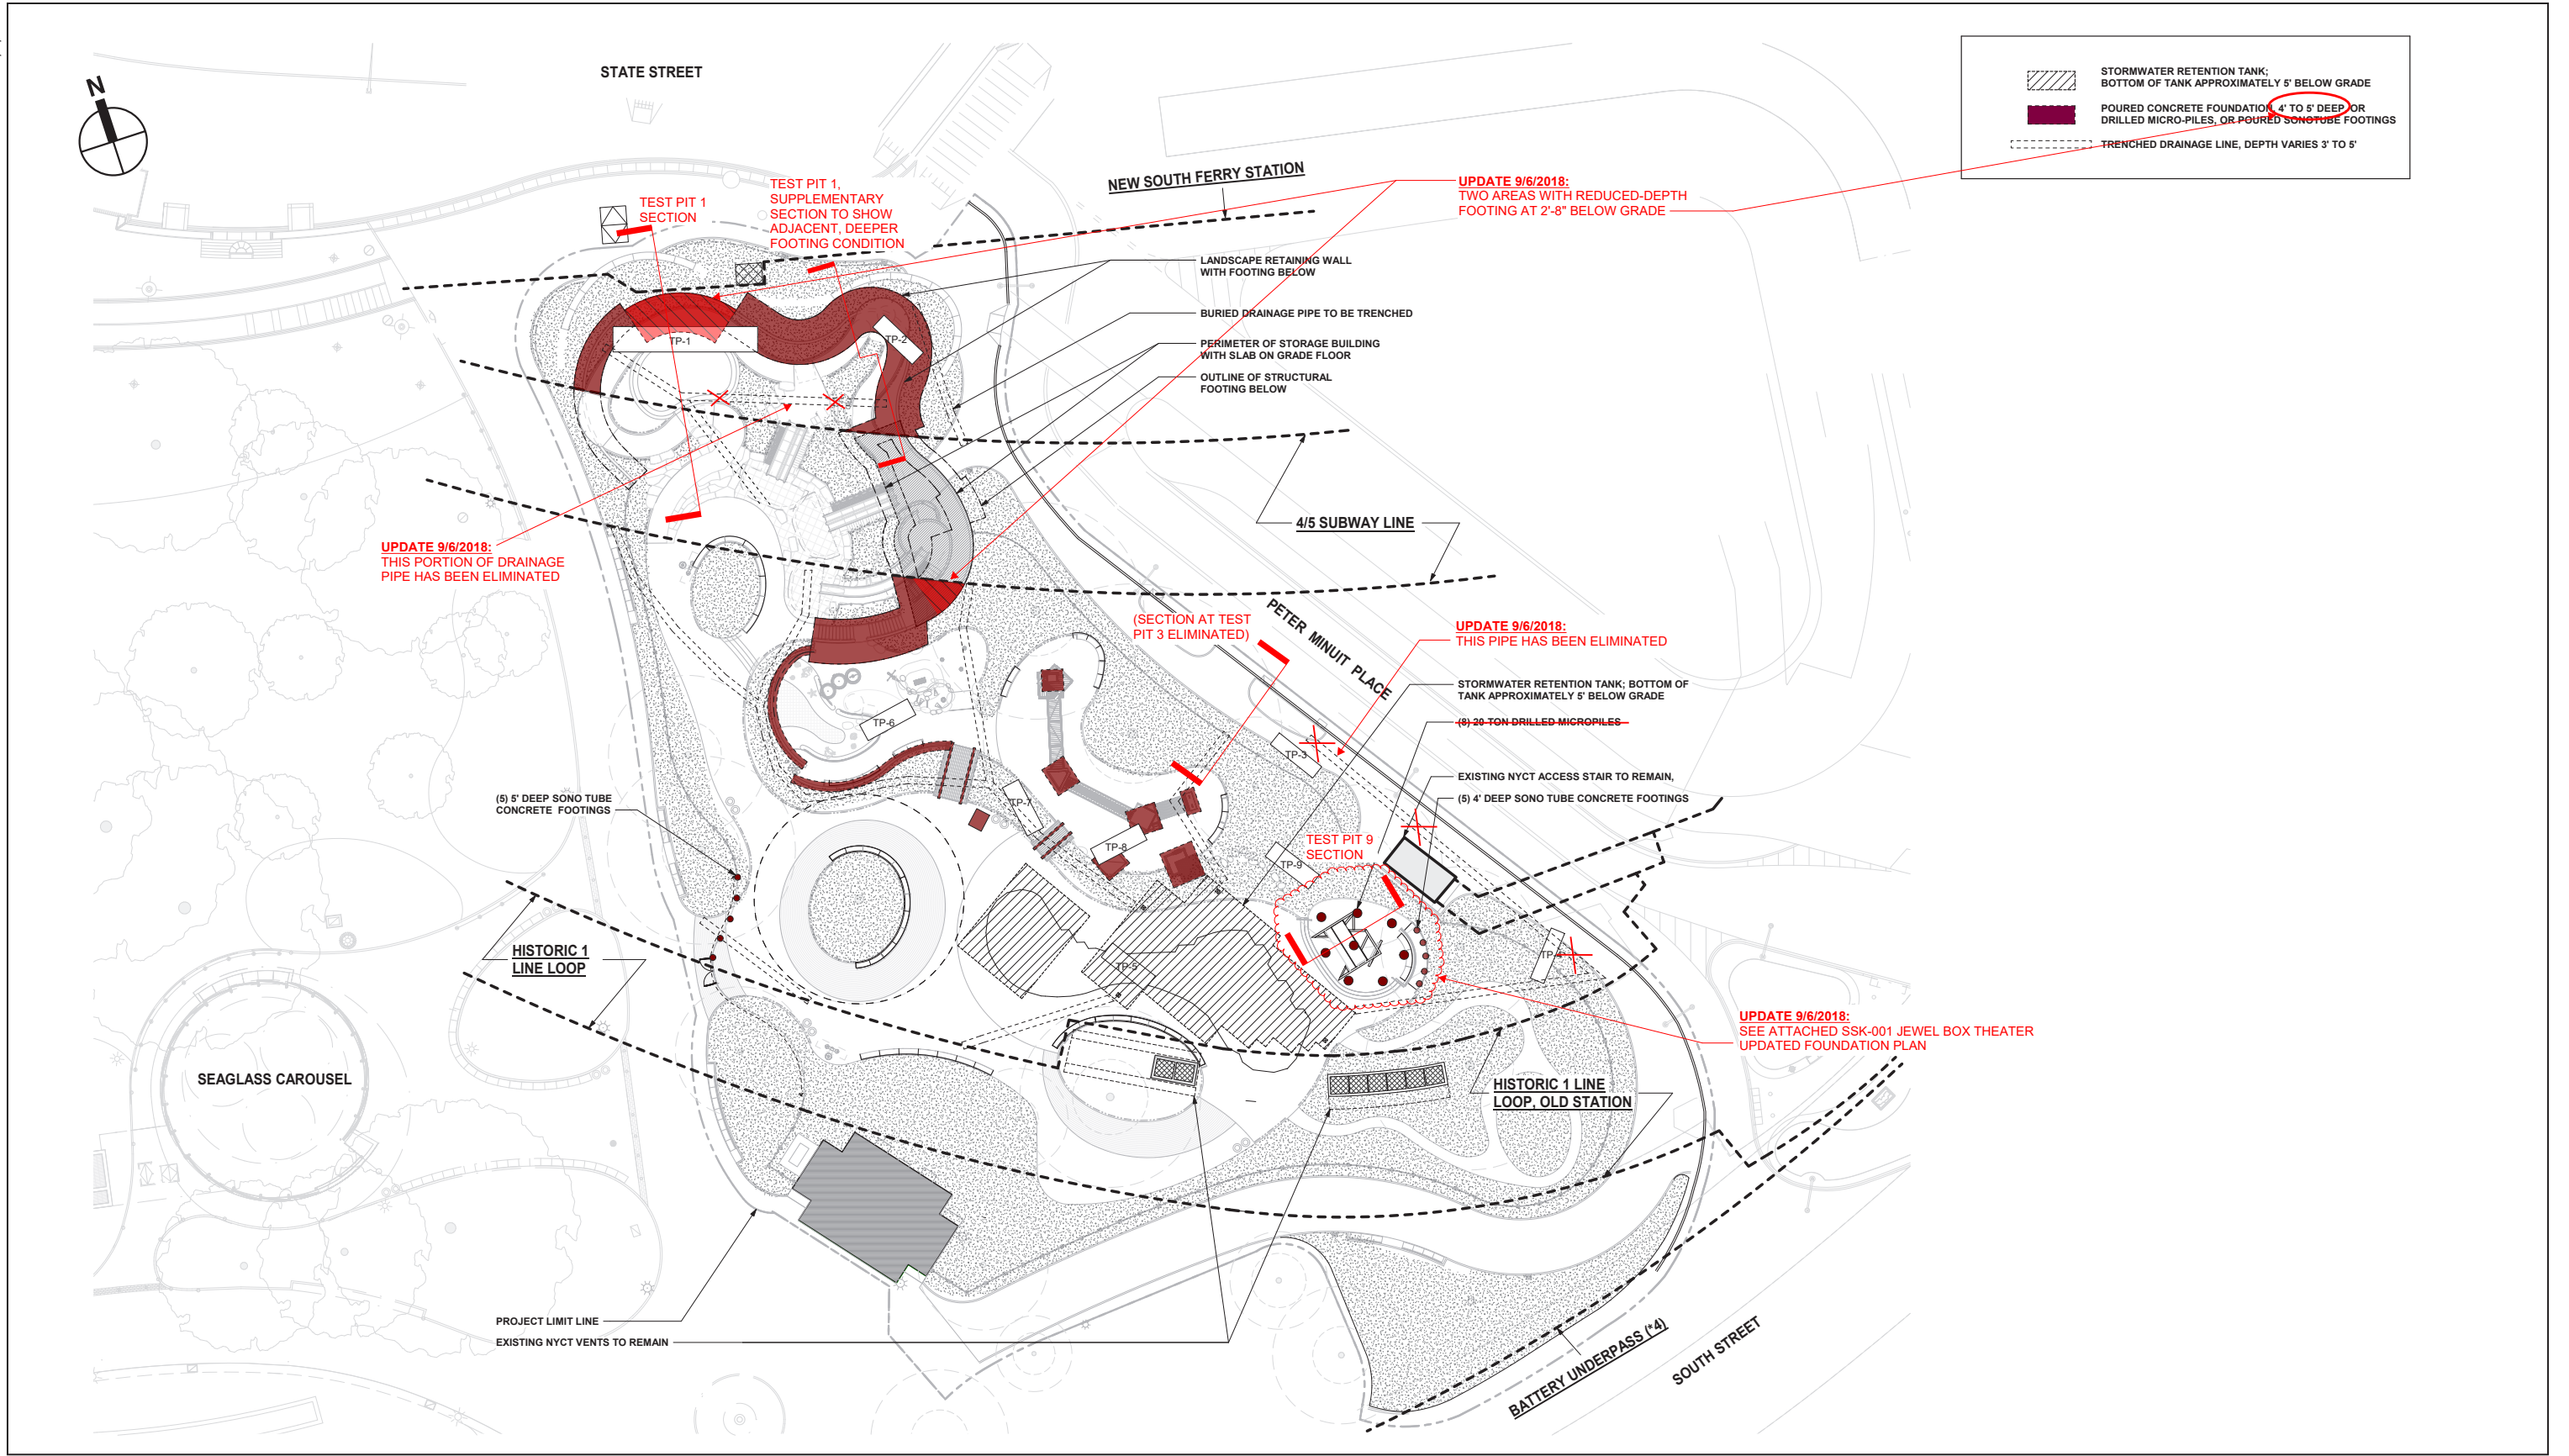 STATE STREET
N
STORMWATER RETENTION TANK;
BOTTOM OF TANK APPROXIMATELY 5' BELOW GRADE
POURED CONCRETE FOUNDATION, 4' TO 5' DEEP, OR
DRILLED MICRO-PILES, OR POURED SONOTUBE FOOTINGS
TRENCHED DRAINAGE LINE, DEPTH VARIES 3' TO 5'
NEW SOUTH FERRY STATION
UPDATE 9/6/2018:
TWO AREAS WITH REDUCED-DEPTH
FOOTING AT 2'-8" BELOW GRADE
TEST PIT 1
SECTION
TEST PIT 1,
SUPPLEMENTARY
SECTION TO SHOW
ADJACENT, DEEPER
FOOTING CONDITION
LANDSCAPE RETAINING WALL
WITH FOOTING BELOW
BURIED DRAINAGE PIPE TO BE TRENCHED
PERIMETER OF STORAGE BUILDING
WITH SLAB ON GRADE FLOOR
OUTLINE OF STRUCTURAL
FOOTING BELOW
TP-1
TP-2
4/5 SUBWAY LINE
UPDATE 9/6/2018:
THIS PORTION OF DRAINAGE
PIPE HAS BEEN ELIMINATED
(SECTION AT TEST
PIT 3 ELIMINATED)
PETER MINUIT PLACE
UPDATE 9/6/2018:
THIS PIPE HAS BEEN ELIMINATED
STORMWATER RETENTION TANK; BOTTOM OF
TANK APPROXIMATELY 5' BELOW GRADE
(8) 20 TON DRILLED MICROPILES
EXISTING NYCT ACCESS STAIR TO REMAIN,
(5) 4' DEEP SONO TUBE CONCRETE FOOTINGS
TP-6
TP-3
TP-7
TP-8
TP-9
TEST PIT 9
SECTION
(5) 5' DEEP SONO TUBE
CONCRETE FOOTINGS
HISTORIC 1
LINE LOOP
TP-5
TP-4
UPDATE 9/6/2018:
SEE ATTACHED SSK-001 JEWEL BOX THEATER
UPDATED FOUNDATION PLAN
SEAGLASS CAROUSEL
HISTORIC 1 LINE
LOOP, OLD STATION
PROJECT LIMIT LINE
EXISTING NYCT VENTS TO REMAIN
BATTERY UNDERPASS (*4)
SOUTH STREET